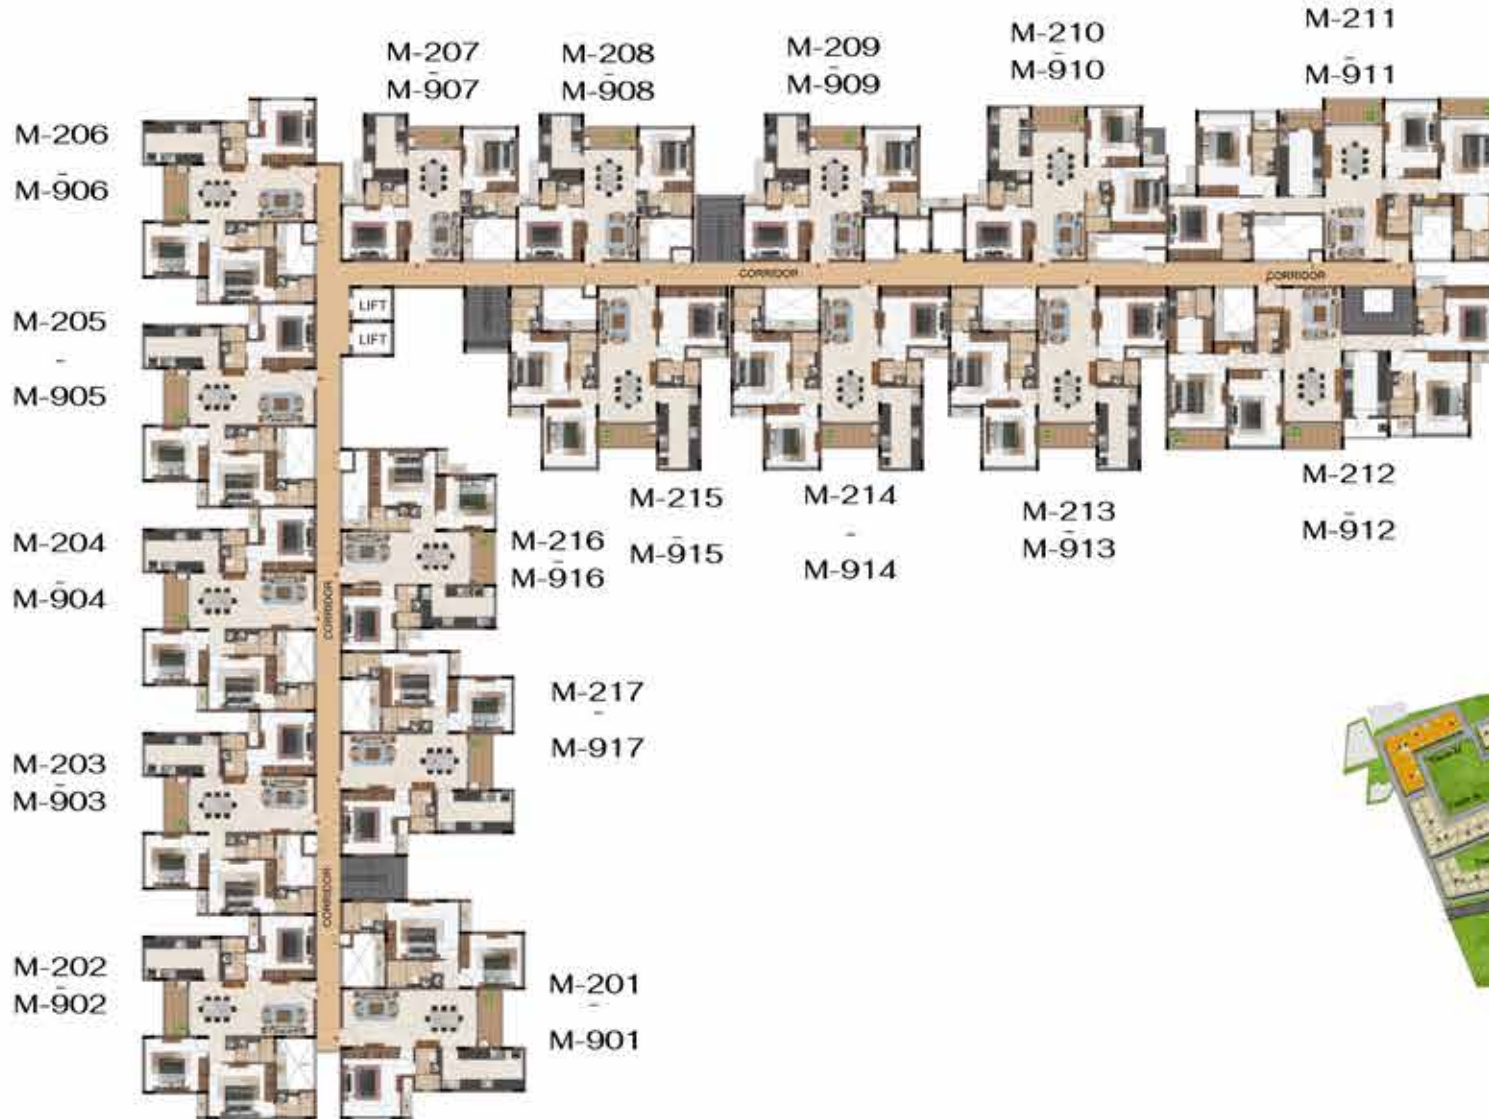 M-207
-
M-907
M-208
-
M-908
M-209
-
M-909
M-210
-
M-910
M-211
-
M-911
M-206
-
M-906
CORRIDOR
CORRIDOR
LIFT
LIFT
M-205
-
M-905
M-215
-
M-915
M-214
-
M-914
M-213
-
M-913
M-212
-
M-912
M-204
-
M-904
M-216
-
M-916
CORRIDOR
M-217
-
M-917
M-203
-
M-903
CORRIDOR
M-202
-
M-902
M-201
-
M-901